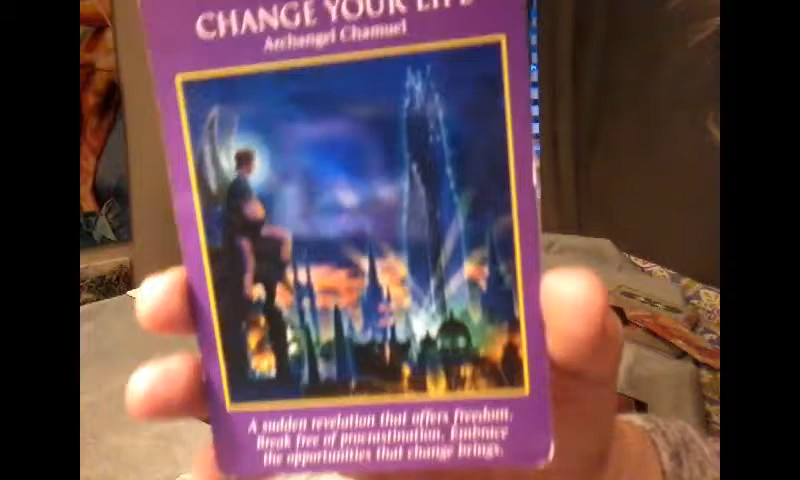 CHANGE YOUR LIFE
Archangel Chamuel
A sudden revelation that offers freedom.
Break free of procrastination. Embrace
the opportunities that change brings.